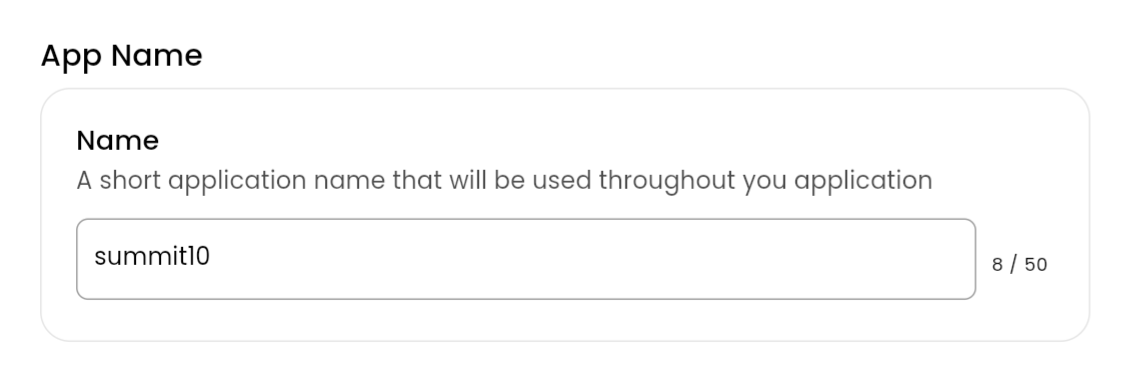 App Name
Name
A short application name that will be used throughout you application
summit10
8 / 50